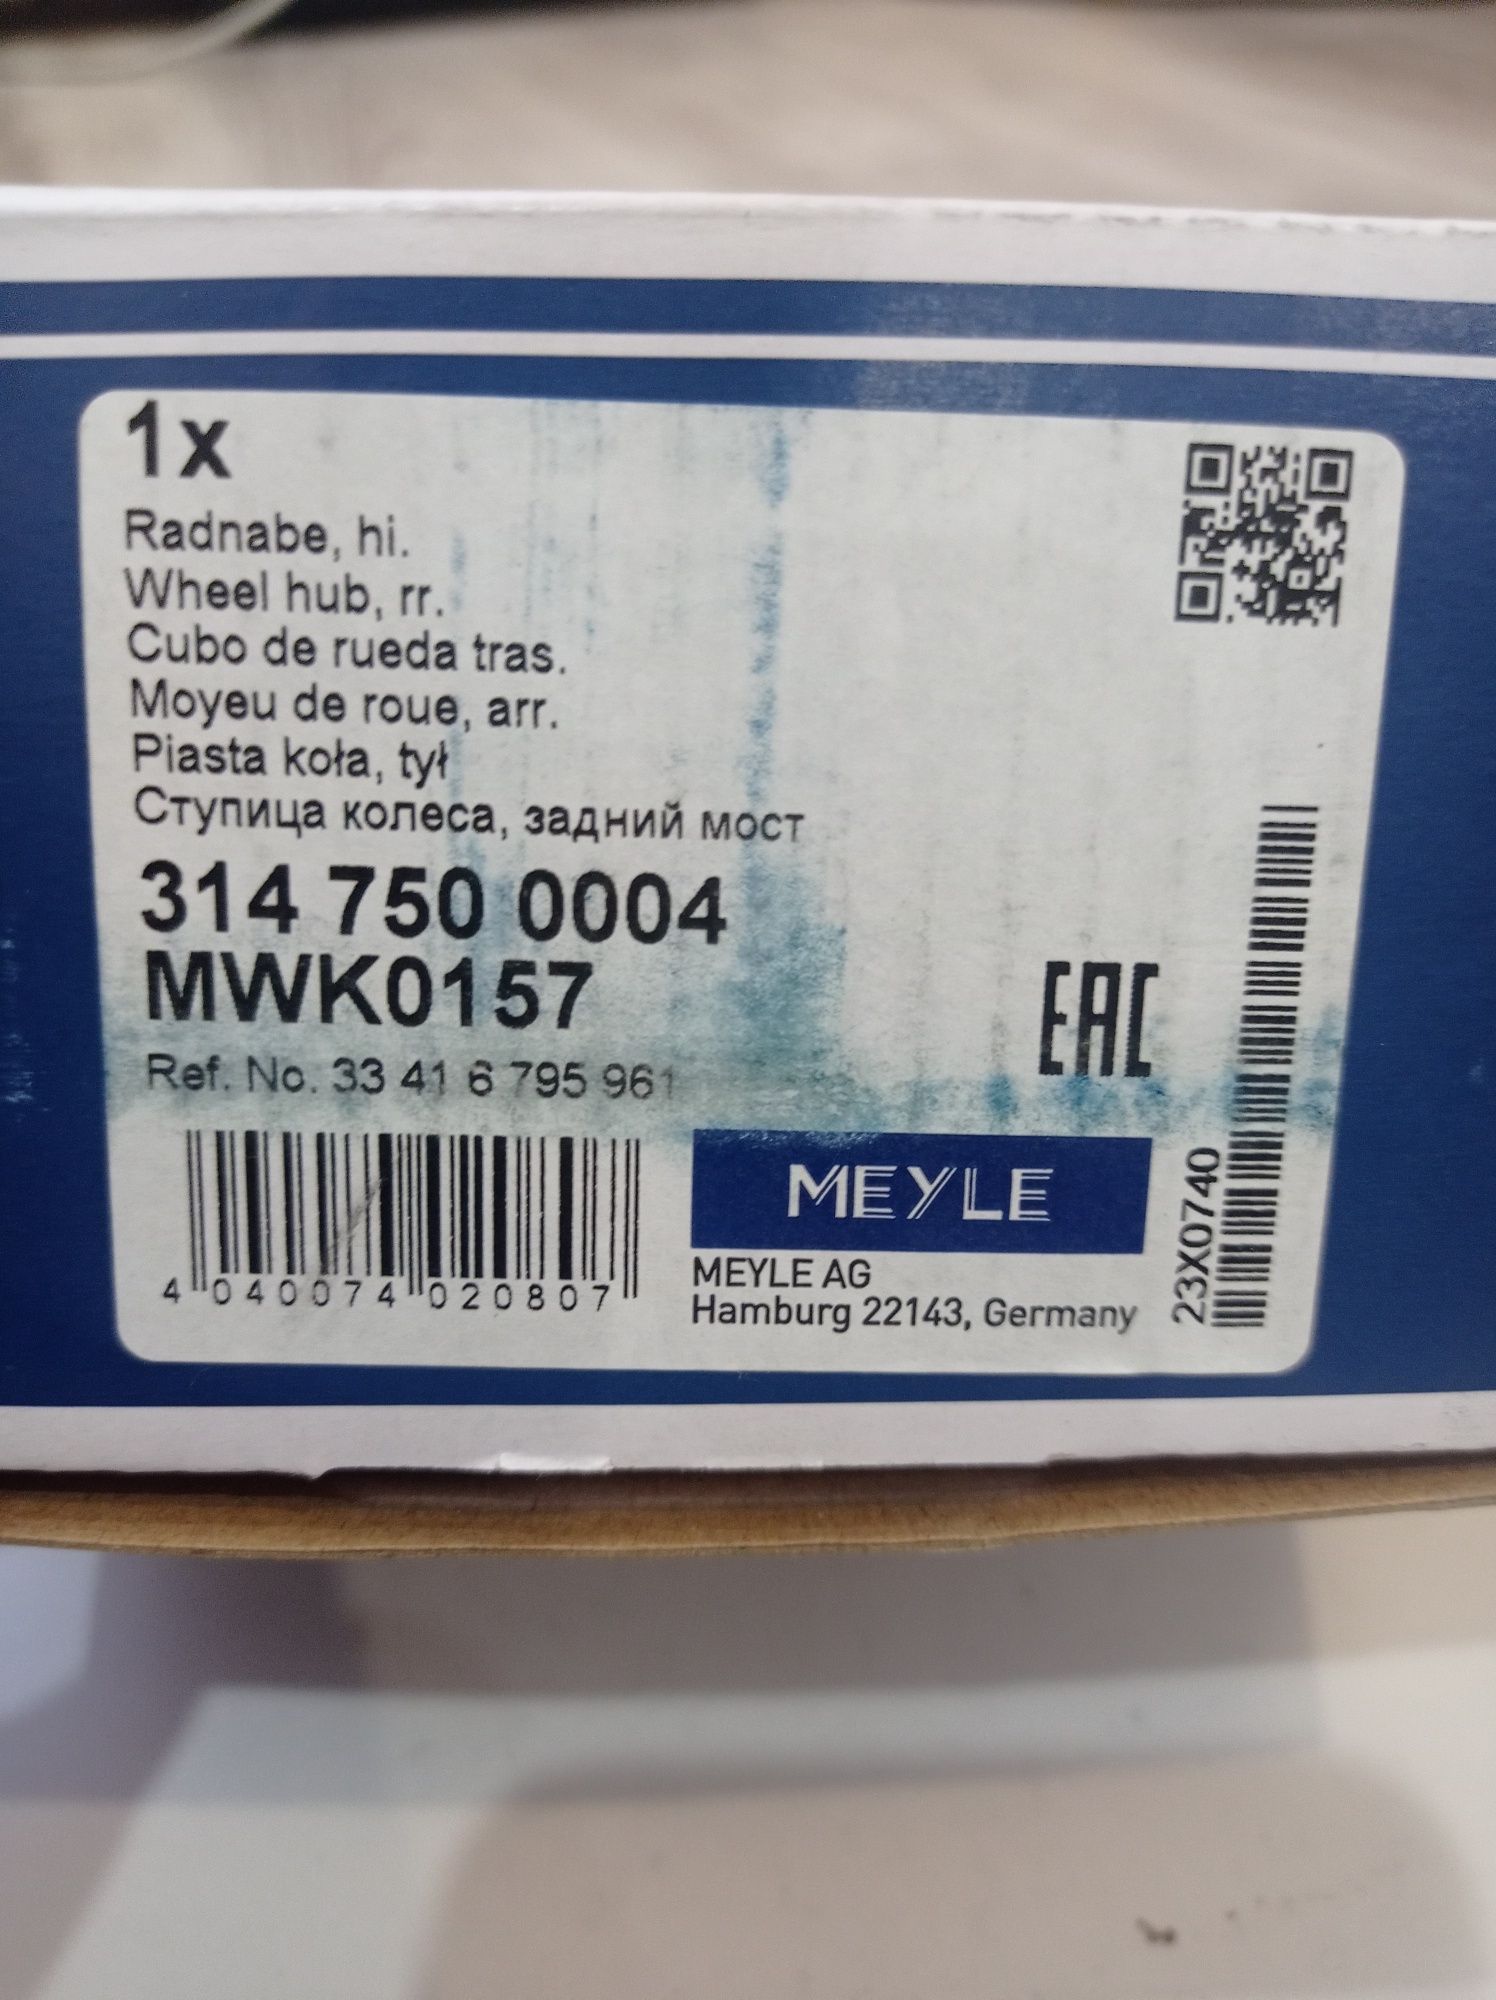 1x
Radnabe, hi.
Wheel hub, rr.
Cubo de rueda tras.
Moyeu de roue, arr.
Piasta koła, tył
Ступица колеса, задний мост
314 750 0004
MWK0157
Ref. No. 33 41 6 795 961
EAC
4 040074 020807
MEYLE
MEYLE AG
Hamburg 22143, Germany
23X0740